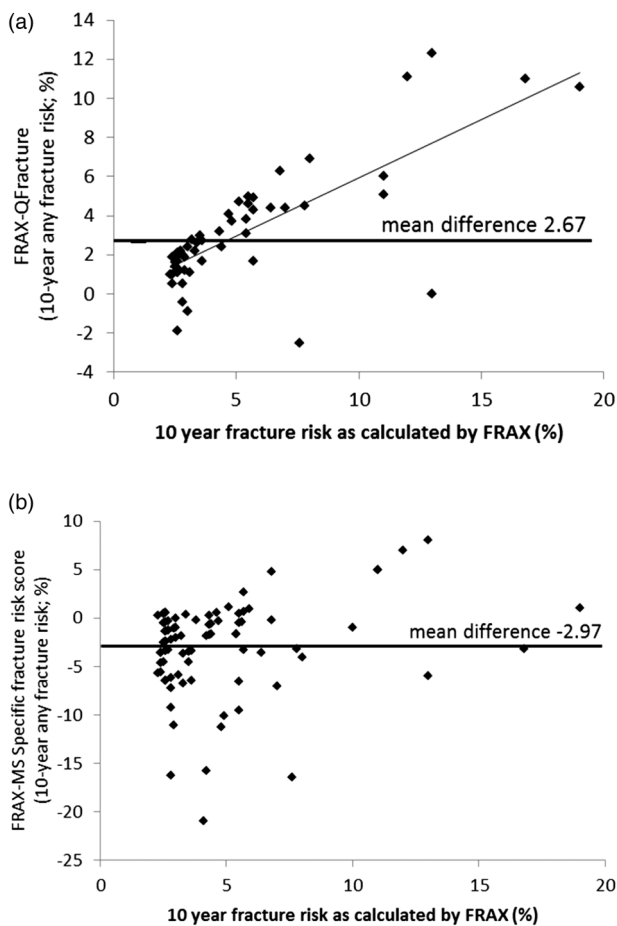 (a)
FRAX-QFracture
(10-year any fracture risk; %)
14
12
10
8
6
4
2
0
-2
-4
mean difference 2.67
0 5 10 15 20
10 year fracture risk as calculated by FRAX (%)
(b)
FRAX-MS Specific fracture risk score
(10-year any fracture risk; %)
10
5
0
-5
-10
-15
-20
-25
mean difference -2.97
0 5 10 15 20
10 year fracture risk as calculated by FRAX (%)